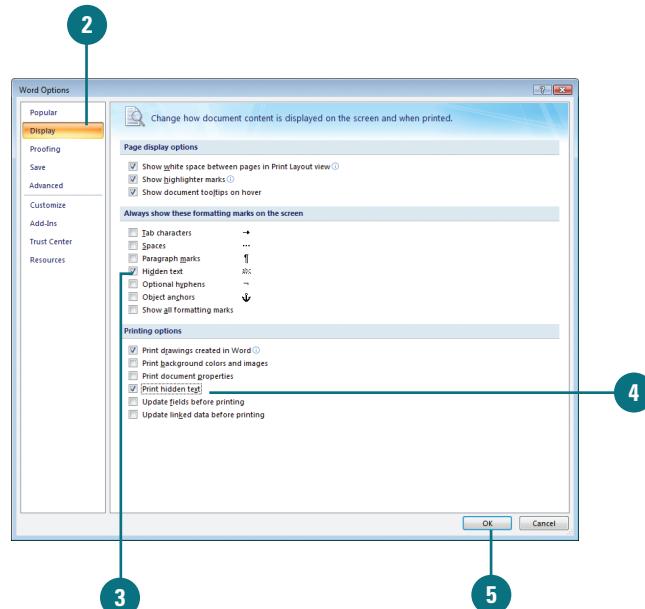 2
Word Options
Popular
Display
Proofing
Save
Advanced
Customize
Add-Ins
Trust Center
Resources
Change how document content is displayed on the screen and when printed.
Page display options
Show white space between pages in Print Layout view
Show highlighter marks
Show document tooltips on hover
Always show these formatting marks on the screen
Tab characters →
Spaces ···
Paragraph marks ¶
Hidden text abc
Optional hyphens ¬
Object anchors ⚓
Show all formatting marks
Printing options
Print drawings created in Word
Print background colors and images
Print document properties
Print hidden text
Update fields before printing
Update linked data before printing
4
OK Cancel
3
5